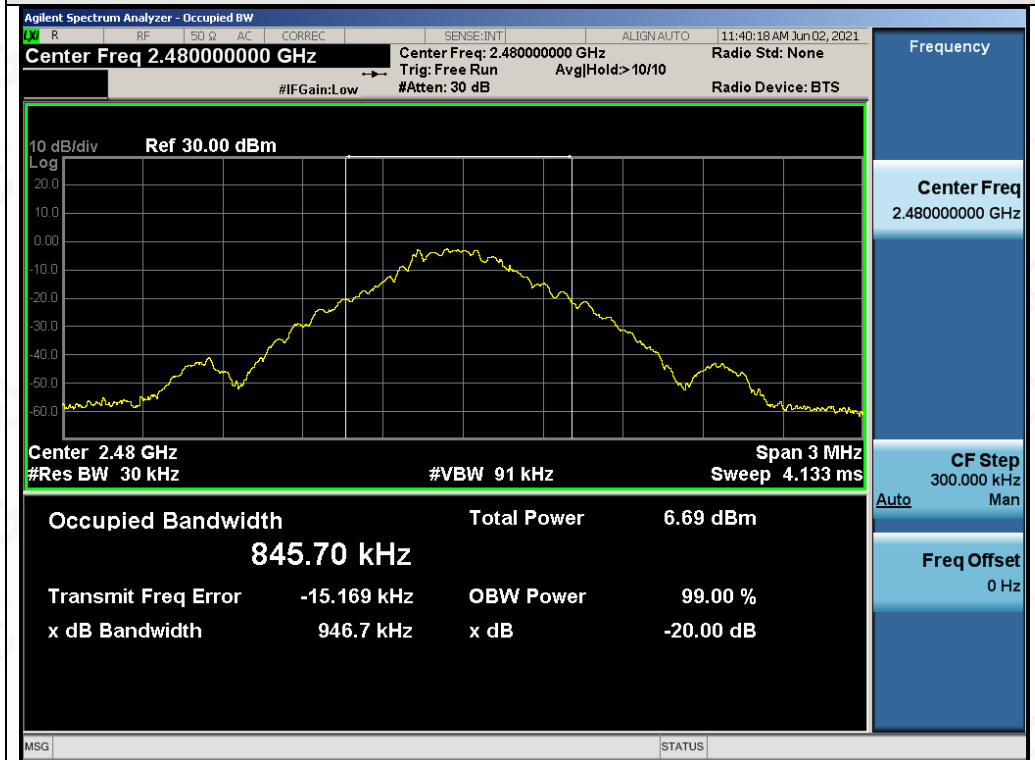 Agilent Spectrum Analyzer - Occupied BW
LXI R RF 50 Ω AC CORREC SENSE:INT ALIGN AUTO 11:40:18 AM Jun 02, 2021
Center Freq 2.480000000 GHz
Center Freq: 2.480000000 GHz
Radio Std: None
Trig: Free Run Avg|Hold:> 10/10
#IFGain:Low
#Atten: 30 dB
Radio Device: BTS
10 dB/div Ref 30.00 dBm
Log
20.0
10.0
0.00
-10.0
-20.0
-30.0
-40.0
-50.0
-60.0
Center 2.48 GHz Span 3 MHz
#Res BW 30 kHz #VBW 91 kHz Sweep 4.133 ms
Occupied Bandwidth Total Power 6.69 dBm
845.70 kHz
Transmit Freq Error -15.169 kHz OBW Power 99.00 %
x dB Bandwidth 946.7 kHz x dB -20.00 dB
MSG STATUS
Frequency
Center Freq
2.480000000 GHz
CF Step
300.000 kHz
Auto Man
Freq Offset
0 Hz